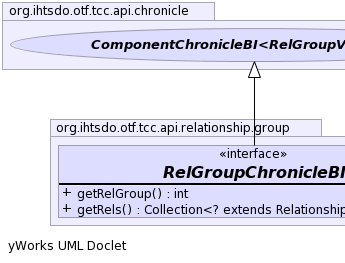 org.ihtsdo.otf.tcc.api.chronicle
ComponentChronicleBI<RelGroupV
org.ihtsdo.otf.tcc.api.relationship.group
«interface»
RelGroupChronicleBI
+ getRelGroup() : int
+ getRels() : Collection<? extends Relationship
yWorks UML Doclet